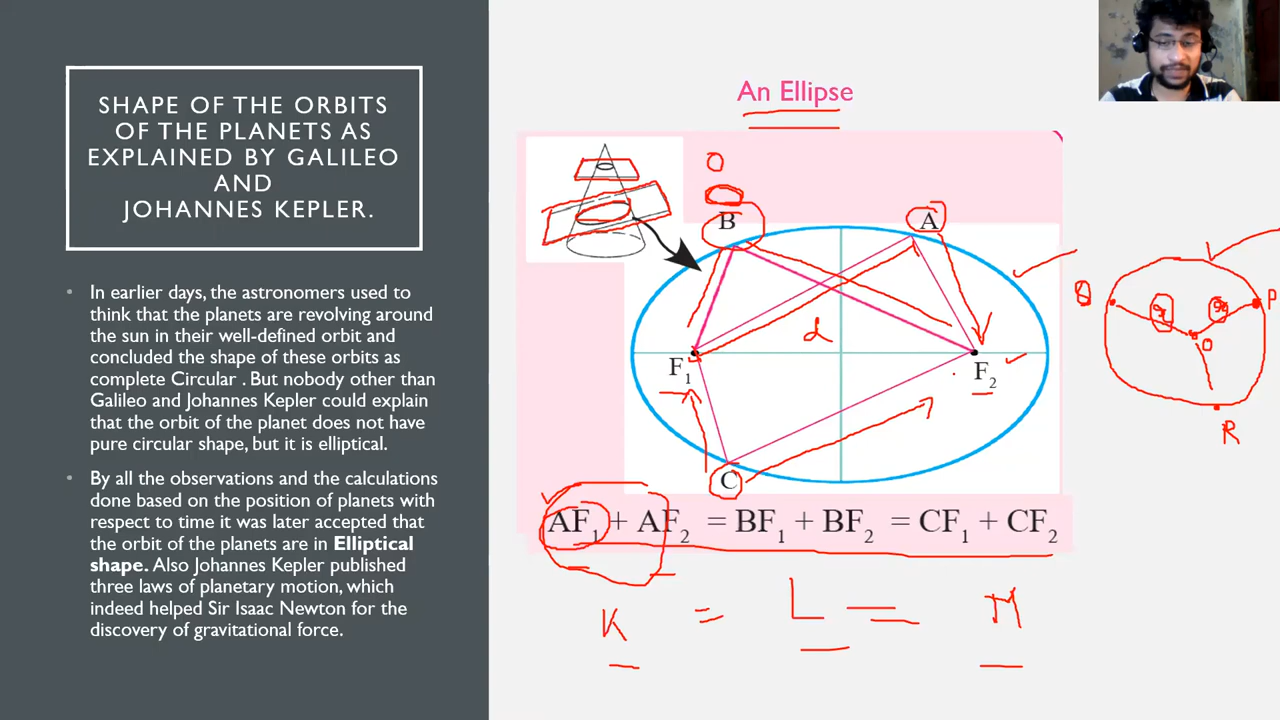 SHAPE OF THE ORBITS
OF THE PLANETS AS
EXPLAINED BY GALILEO
AND
JOHANNES KEPLER.
• In earlier days, the astronomers used to
think that the planets are revolving around
the sun in their well-defined orbit and
concluded the shape of these orbits as
complete Circular . But nobody other than
Galileo and Johannes Kepler could explain
that the orbit of the planet does not have
pure circular shape, but it is elliptical.
• By all the observations and the calculations
done based on the position of planets with
respect to time it was later accepted that
the orbit of the planets are in Elliptical
shape. Also Johannes Kepler published
three laws of planetary motion, which
indeed helped Sir Isaac Newton for the
discovery of gravitational force.
An Ellipse
B
A
F₁
F₂
C
AF₁ + AF₂ = BF₁ + BF₂ = CF₁ + CF₂
K = L = M
P
O
R